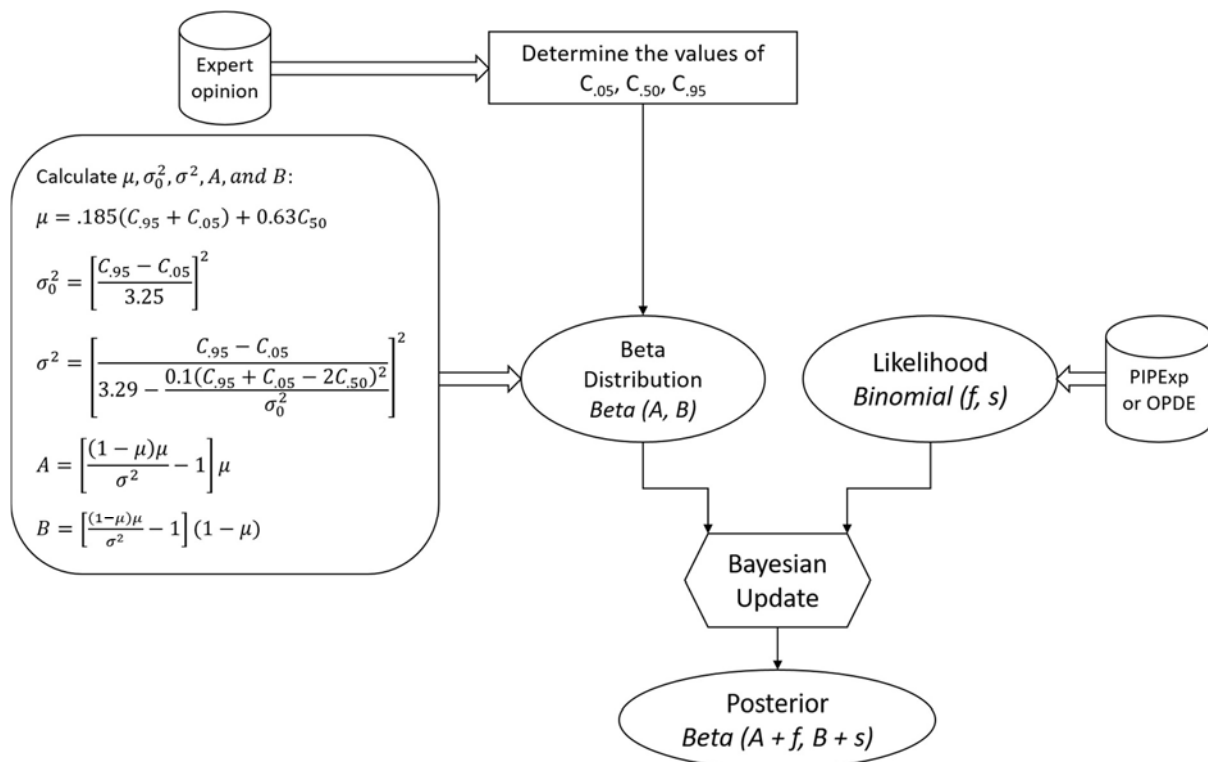 Expert
opinion
Determine the values of
C.05, C.50, C.95
Calculate μ, σ₀², σ², A, and B:
μ = .185(C.95 + C.05) + 0.63C50
σ₀² = [(C.95 − C.05) / 3.25]²
σ² = [(C.95 − C.05) / (3.29 − 0.1(C.95 + C.05 − 2C.50)² / σ₀²)]²
A = [(1 − μ)μ / σ² − 1] μ
B = [(1−μ)μ / σ² − 1] (1 − μ)
Beta
Distribution
Beta (A, B)
Likelihood
Binomial (f, s)
PIPExp
or OPDE
Bayesian
Update
Posterior
Beta (A + f, B + s)